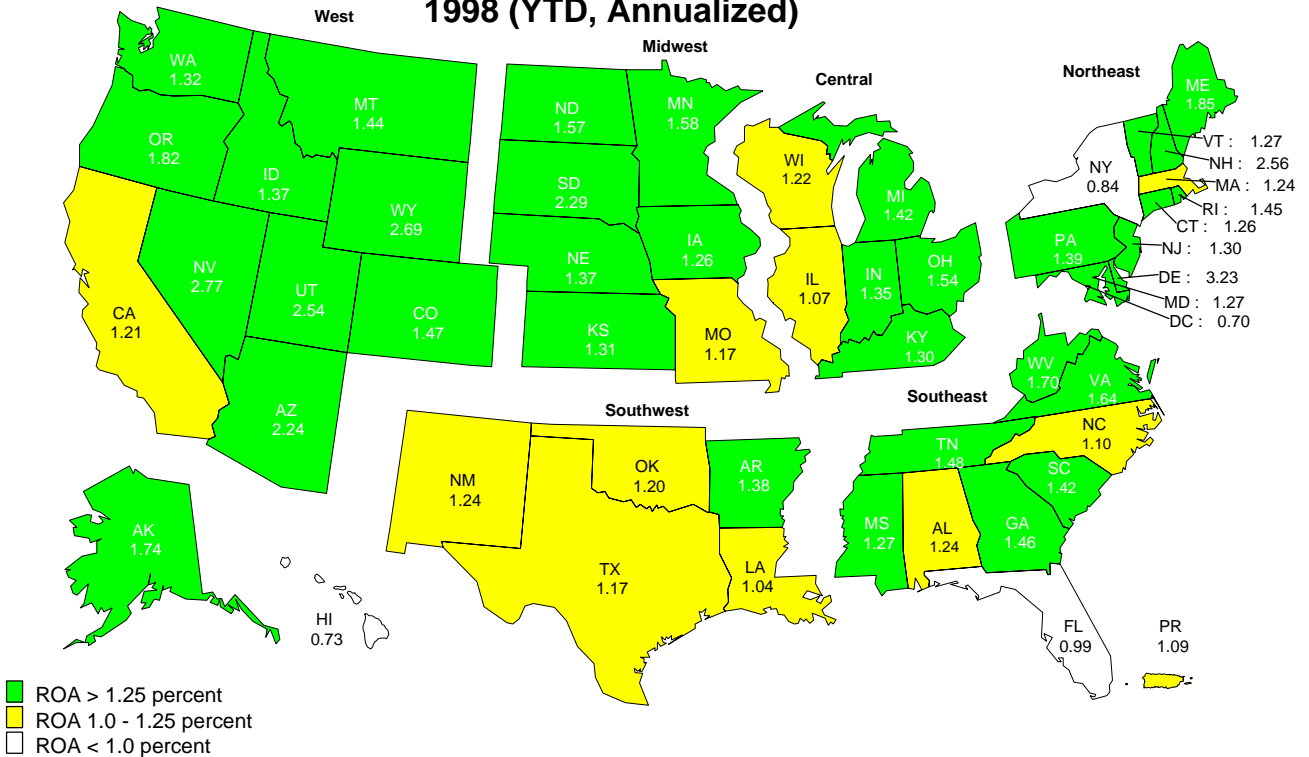 1998 (YTD, Annualized)
West
Midwest
Central
Northeast
WA
1.32
MT
1.44
OR
1.82
ID
1.37
WY
2.69
NV
2.77
UT
2.54
CO
1.47
CA
1.21
AZ
2.24
AK
1.74
HI
0.73
ND
1.57
MN
1.58
SD
2.29
IA
1.26
NE
1.37
KS
1.31
MO
1.17
WI
1.22
MI
1.42
IL
1.07
IN
1.35
OH
1.54
KY
1.30
ME
1.85
NY
0.84
VT : 1.27
NH : 2.56
MA : 1.24
RI : 1.45
CT : 1.26
NJ : 1.30
PA
1.39
DE : 3.23
MD : 1.27
DC : 0.70
Southwest
NM
1.24
OK
1.20
AR
1.38
TX
1.17
LA
1.04
Southeast
WV
1.70
VA
1.64
NC
1.10
TN
1.48
SC
1.42
MS
1.27
AL
1.24
GA
1.46
FL
0.99
PR
1.09
ROA > 1.25 percent
ROA 1.0 - 1.25 percent
ROA < 1.0 percent